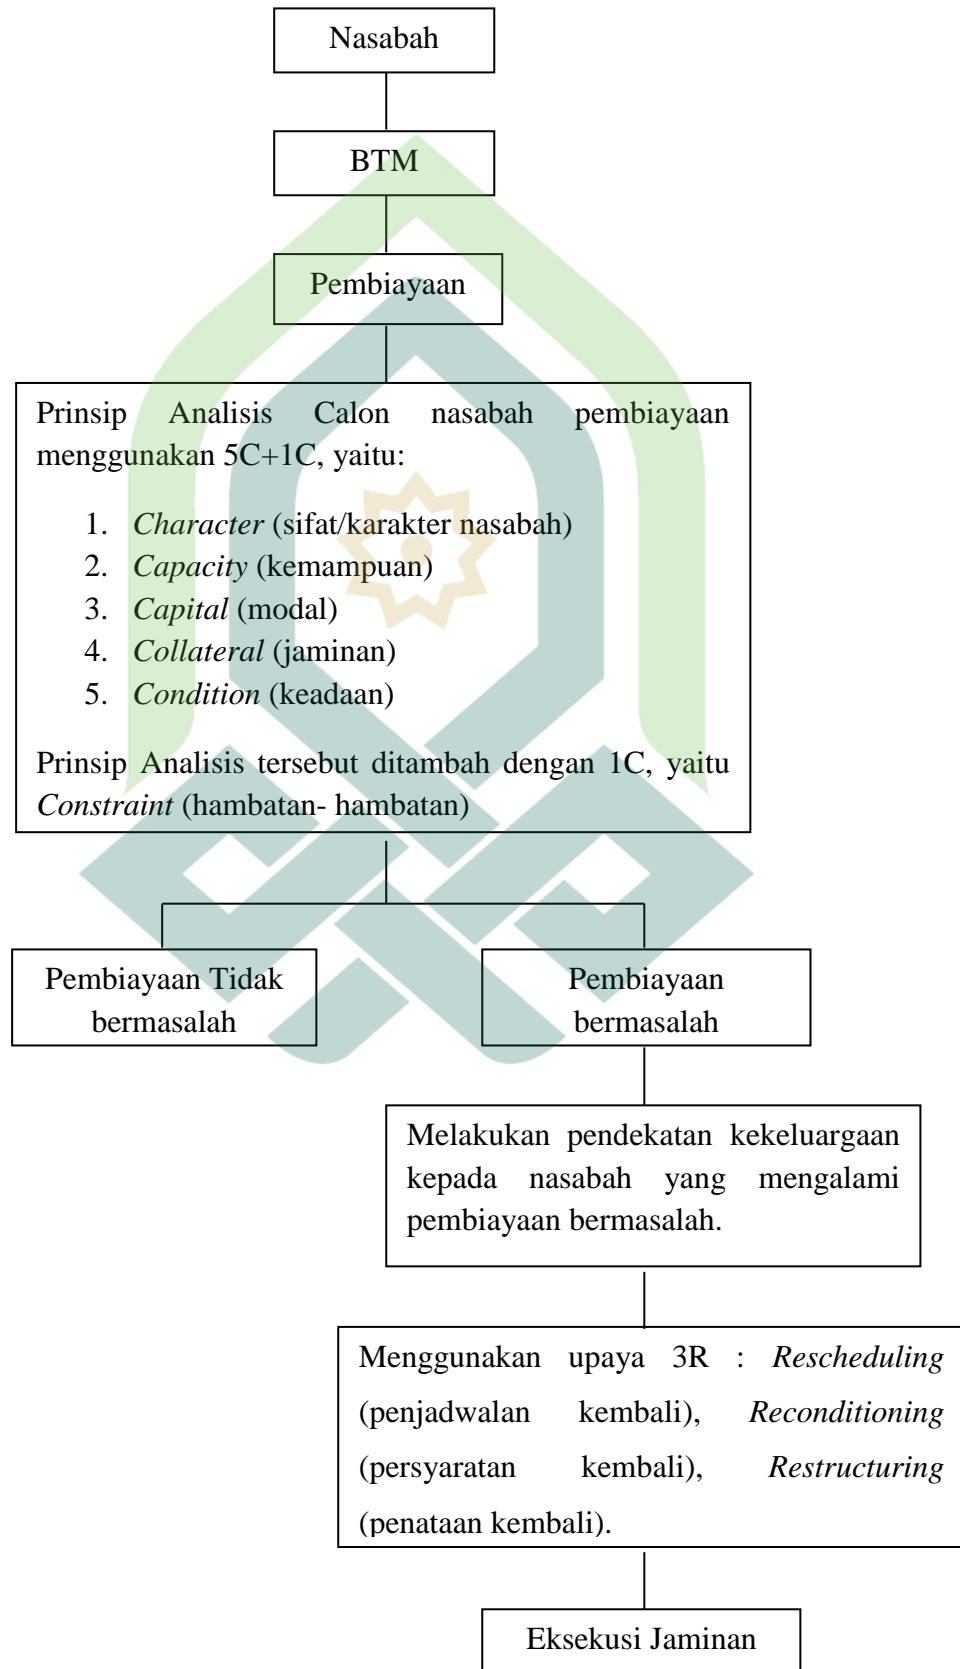 Nasabah
BTM
Pembiayaan
Prinsip Analisis Calon nasabah pembiayaan
menggunakan 5C+1C, yaitu:
1. Character (sifat/karakter nasabah)
2. Capacity (kemampuan)
3. Capital (modal)
4. Collateral (jaminan)
5. Condition (keadaan)
Prinsip Analisis tersebut ditambah dengan 1C, yaitu
Constraint (hambatan- hambatan)
Pembiayaan Tidak
bermasalah
Pembiayaan
bermasalah
Melakukan pendekatan kekeluargaan
kepada nasabah yang mengalami
pembiayaan bermasalah.
Menggunakan upaya 3R : Rescheduling
(penjadwalan kembali), Reconditioning
(persyaratan kembali), Restructuring
(penataan kembali).
Eksekusi Jaminan